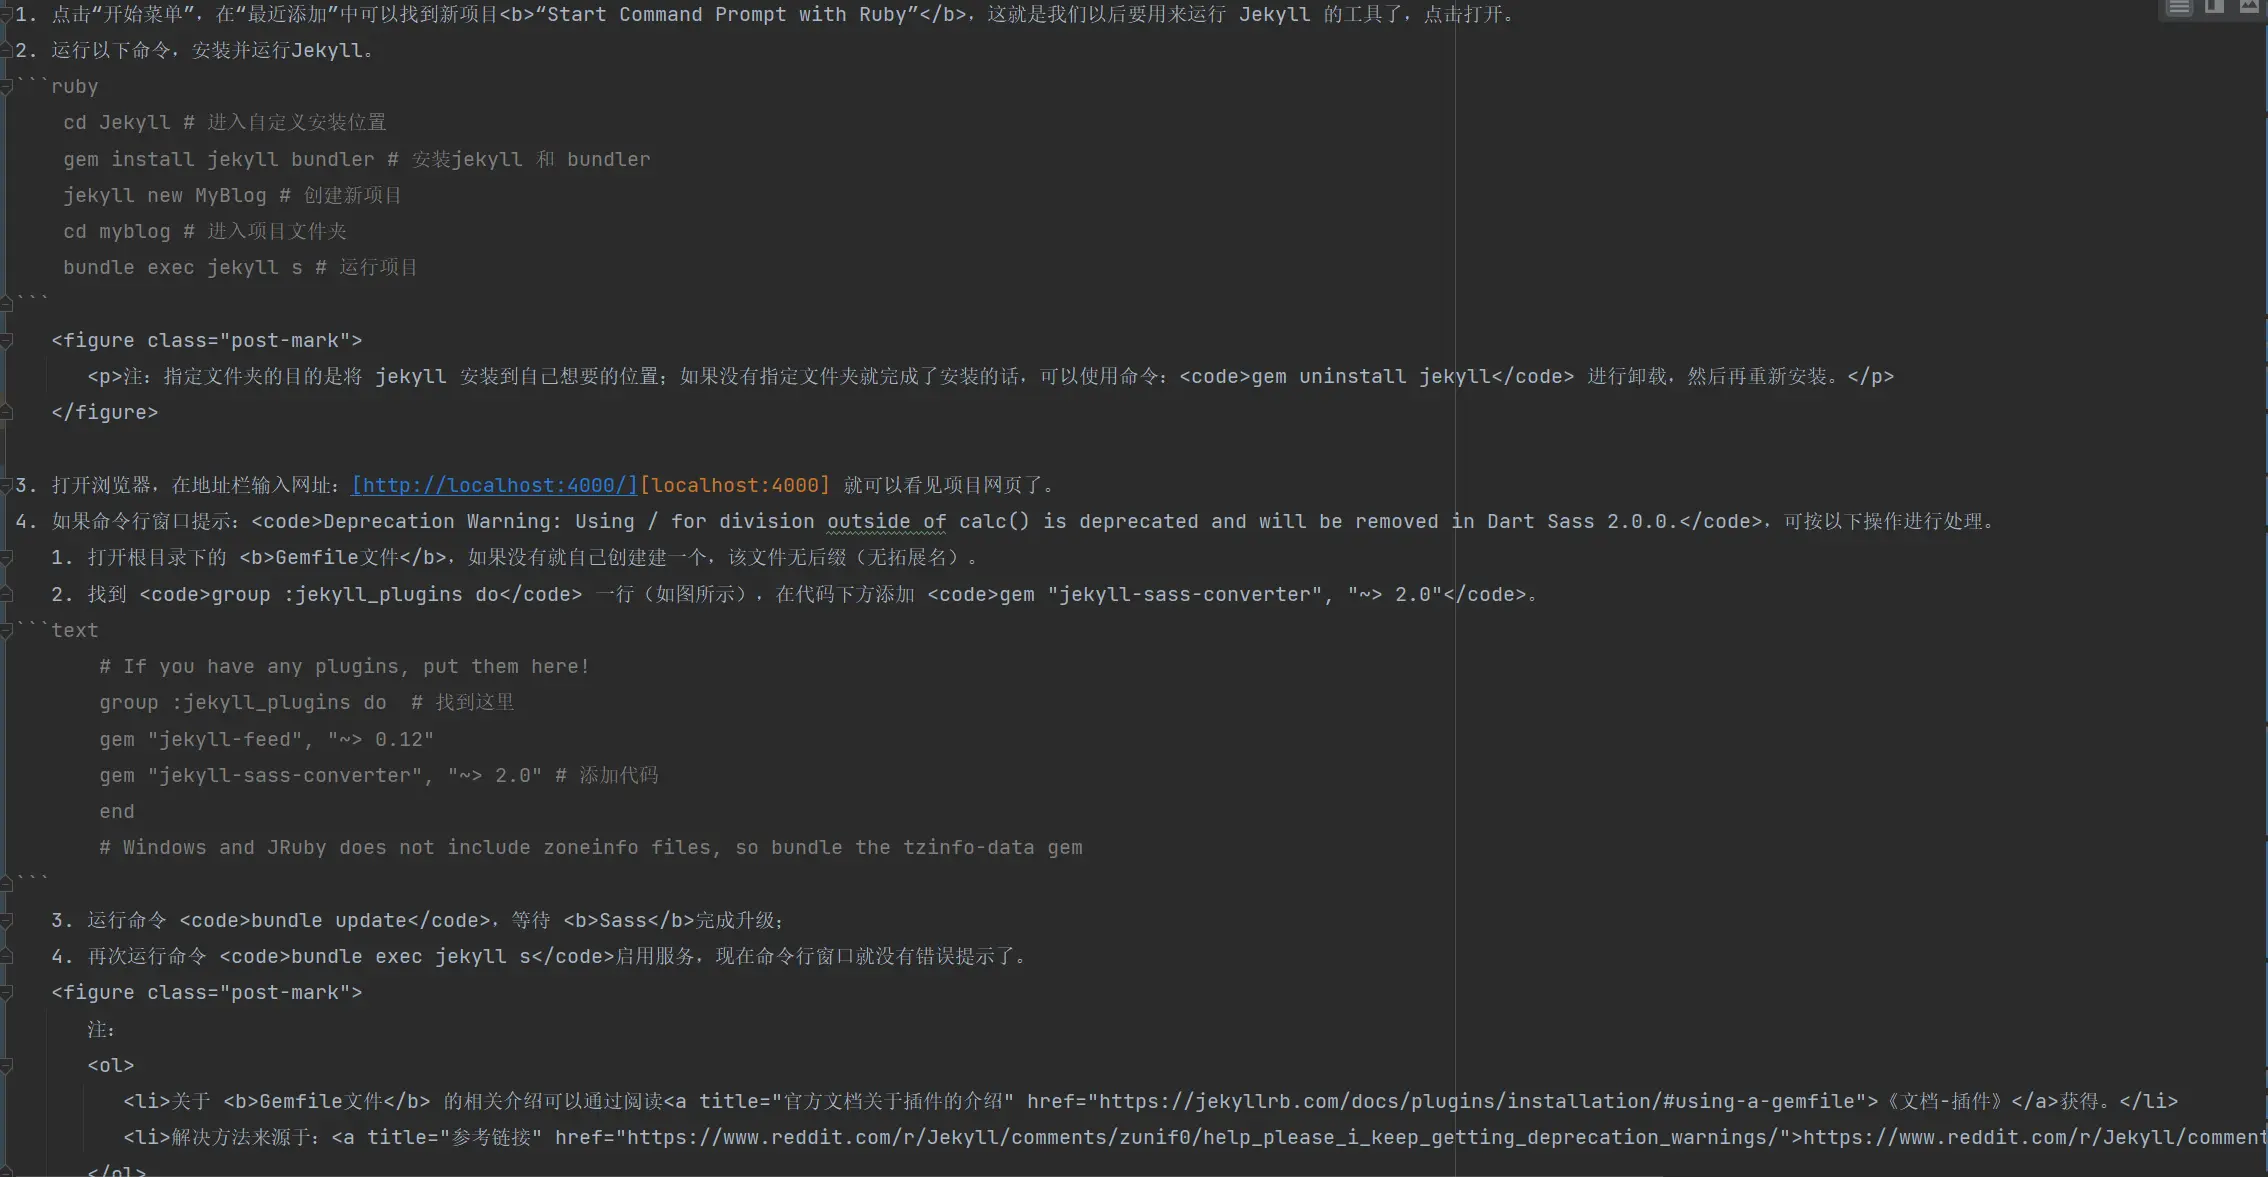 1. 点击“开始菜单”，在“最近添加”中可以找到新项目<b>“Start Command Prompt with Ruby”</b>，这就是我们以后要用来运行 Jekyll 的工具了，点击打开。
2. 运行以下命令，安装并运行Jekyll。
```ruby
cd Jekyll # 进入自定义安装位置
gem install jekyll bundler # 安装jekyll 和 bundler
jekyll new MyBlog # 创建新项目
cd myblog # 进入项目文件夹
bundle exec jekyll s # 运行项目
```
<figure class="post-mark">
<p>注：指定文件夹的目的是将 jekyll 安装到自己想要的位置；如果没有指定文件夹就完成了安装的话，可以使用命令：<code>gem uninstall jekyll</code> 进行卸载，然后再重新安装。</p>
</figure>
3. 打开浏览器，在地址栏输入网址：[http://localhost:4000/][localhost:4000] 就可以看见项目网页了。
4. 如果命令行窗口提示：<code>Deprecation Warning: Using / for division outside of calc() is deprecated and will be removed in Dart Sass 2.0.0.</code>，可按以下操作进行处理。
1. 打开根目录下的 <b>Gemfile文件</b>，如果没有就自己创建建一个，该文件无后缀（无拓展名）。
2. 找到 <code>group :jekyll_plugins do</code> 一行（如图所示），在代码下方添加 <code>gem "jekyll-sass-converter", "~> 2.0"</code>。
```text
# If you have any plugins, put them here!
group :jekyll_plugins do  # 找到这里
gem "jekyll-feed", "~> 0.12"
gem "jekyll-sass-converter", "~> 2.0" # 添加代码
end
# Windows and JRuby does not include zoneinfo files, so bundle the tzinfo-data gem
```
3. 运行命令 <code>bundle update</code>，等待 <b>Sass</b>完成升级；
4. 再次运行命令 <code>bundle exec jekyll s</code>启用服务，现在命令行窗口就没有错误提示了。
<figure class="post-mark">
注：
<ol>
<li>关于 <b>Gemfile文件</b> 的相关介绍可以通过阅读<a title="官方文档关于插件的介绍" href="https://jekyllrb.com/docs/plugins/installation/#using-a-gemfile">《文档-插件》</a>获得。</li>
<li>解决方法来源于：<a title="参考链接" href="https://www.reddit.com/r/Jekyll/comments/zunif0/help_please_i_keep_getting_deprecation_warnings/">https://www.reddit.com/r/Jekyll/comment
</ol>